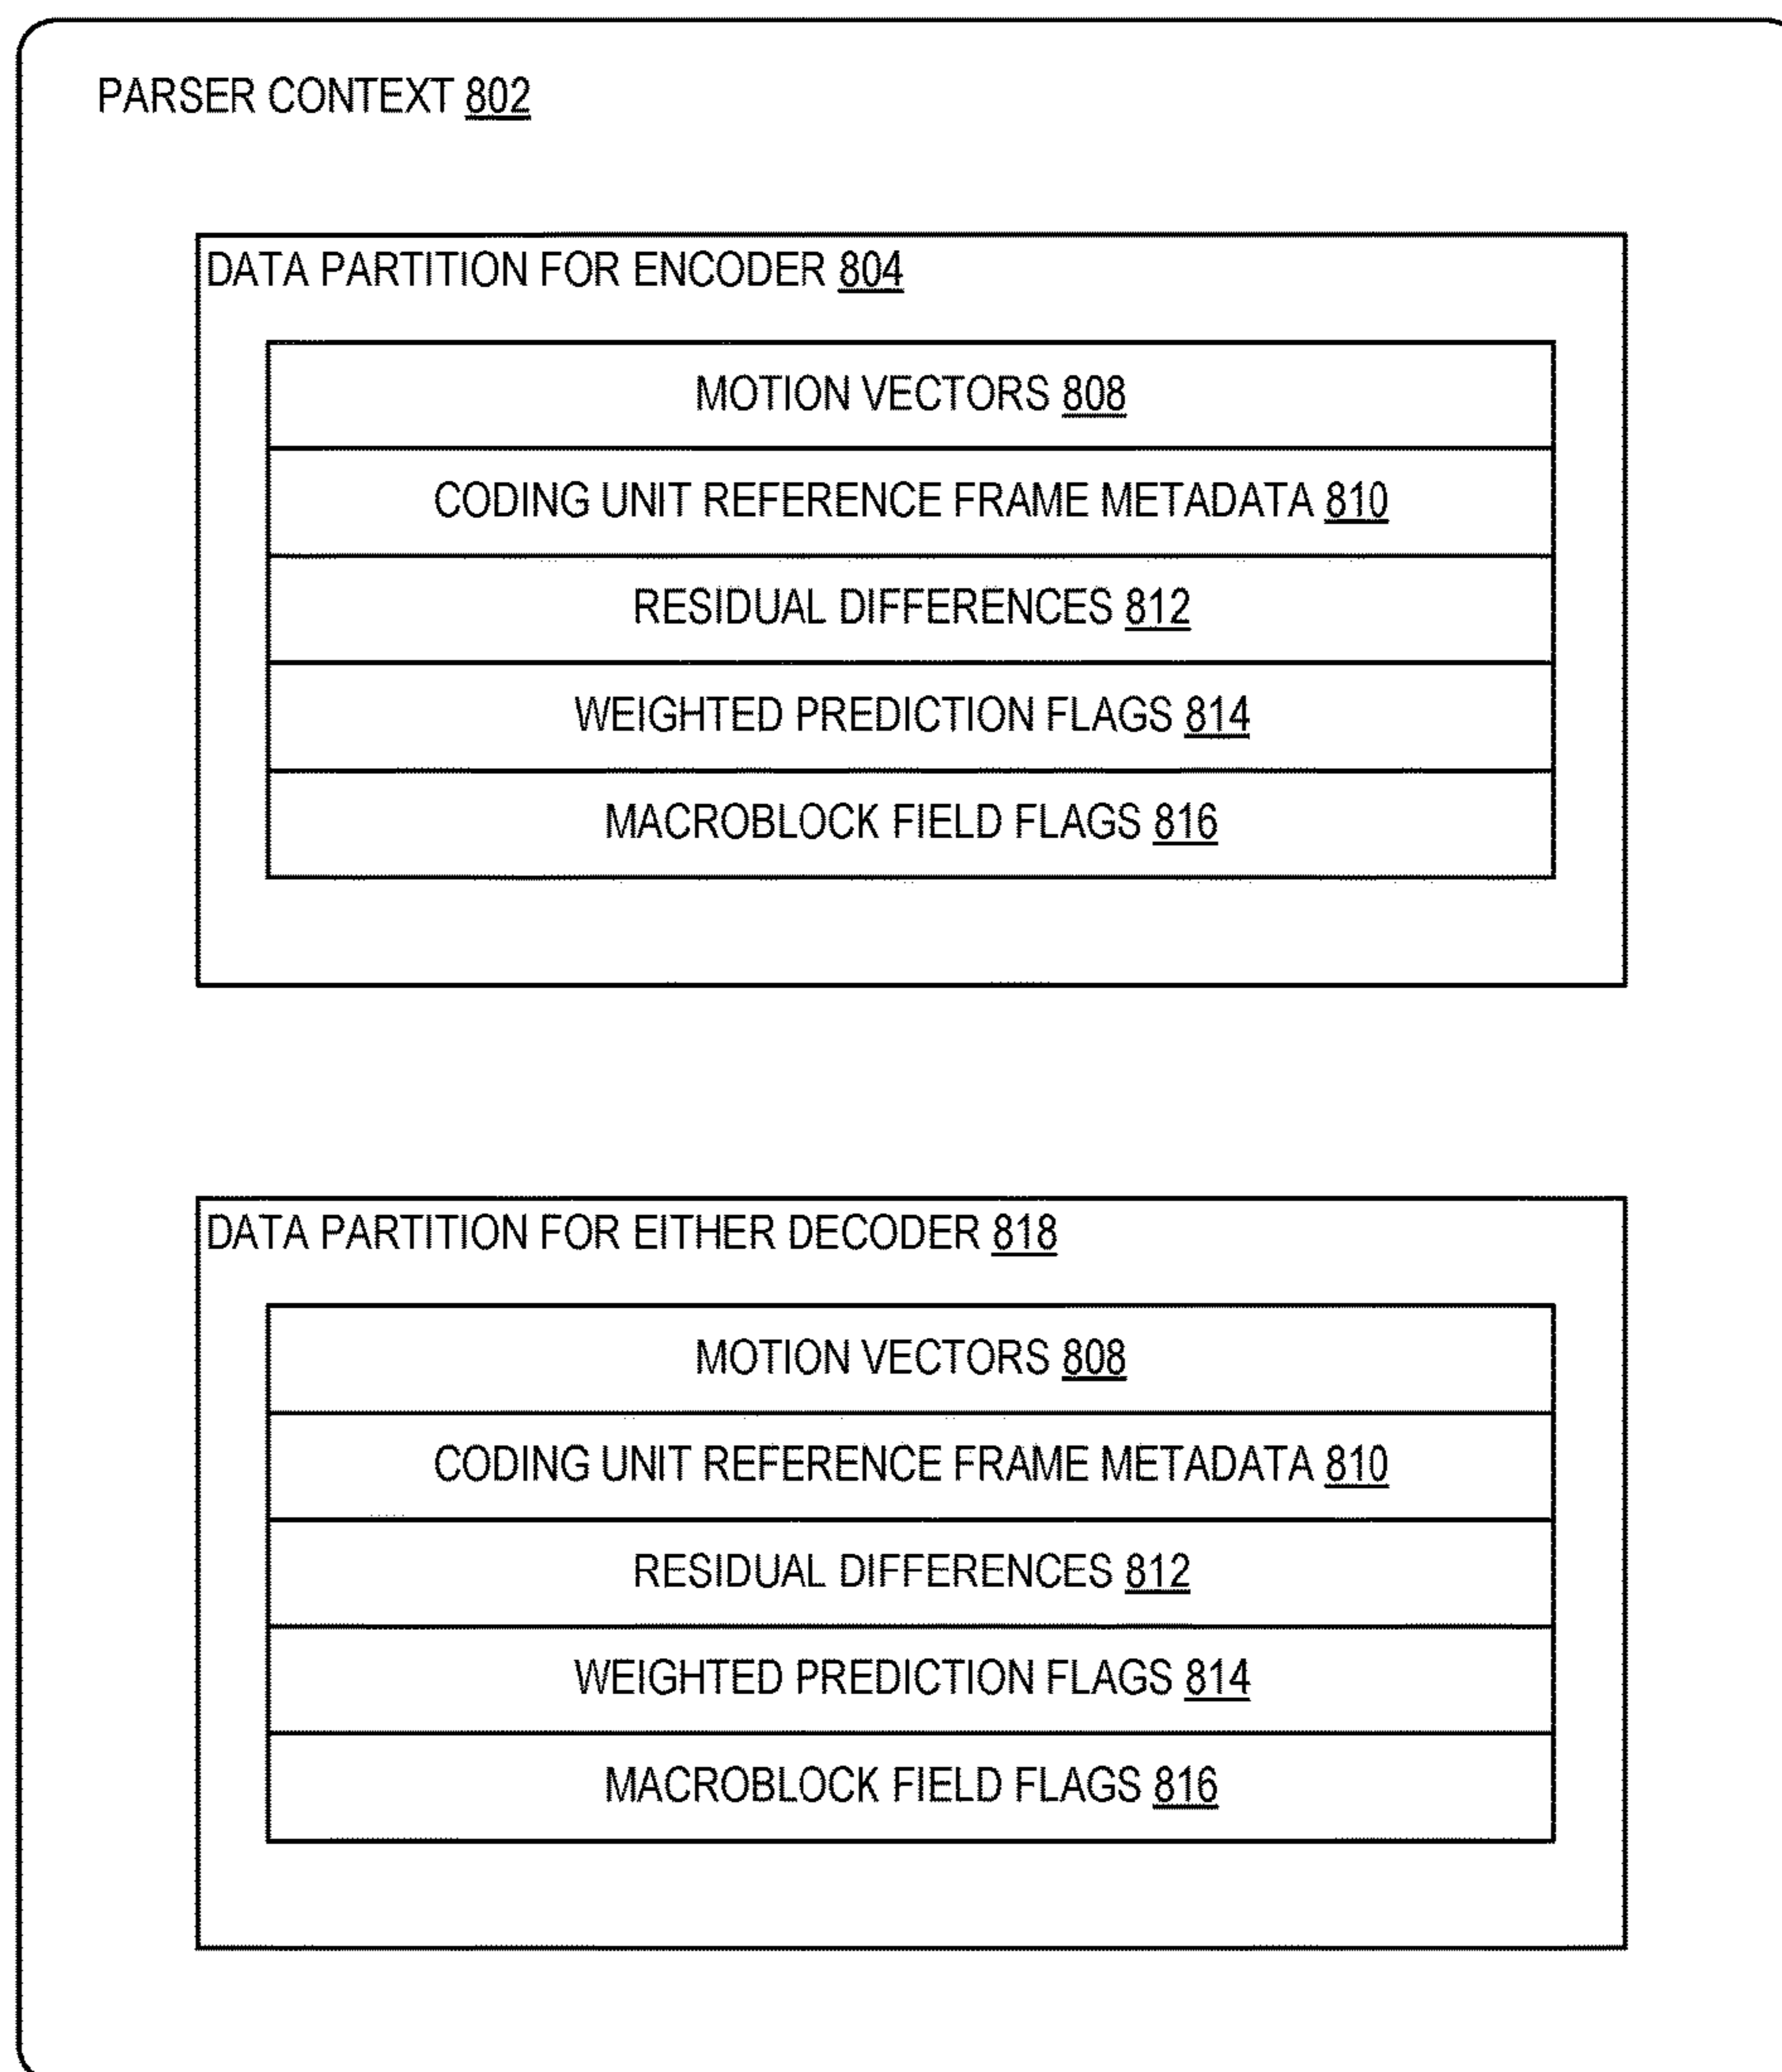 PARSER CONTEXT 802
DATA PARTITION FOR ENCODER 804
MOTION VECTORS 808
CODING UNIT REFERENCE FRAME METADATA 810
RESIDUAL DIFFERENCES 812
WEIGHTED PREDICTION FLAGS 814
MACROBLOCK FIELD FLAGS 816
DATA PARTITION FOR EITHER DECODER 818
MOTION VECTORS 808
CODING UNIT REFERENCE FRAME METADATA 810
RESIDUAL DIFFERENCES 812
WEIGHTED PREDICTION FLAGS 814
MACROBLOCK FIELD FLAGS 816